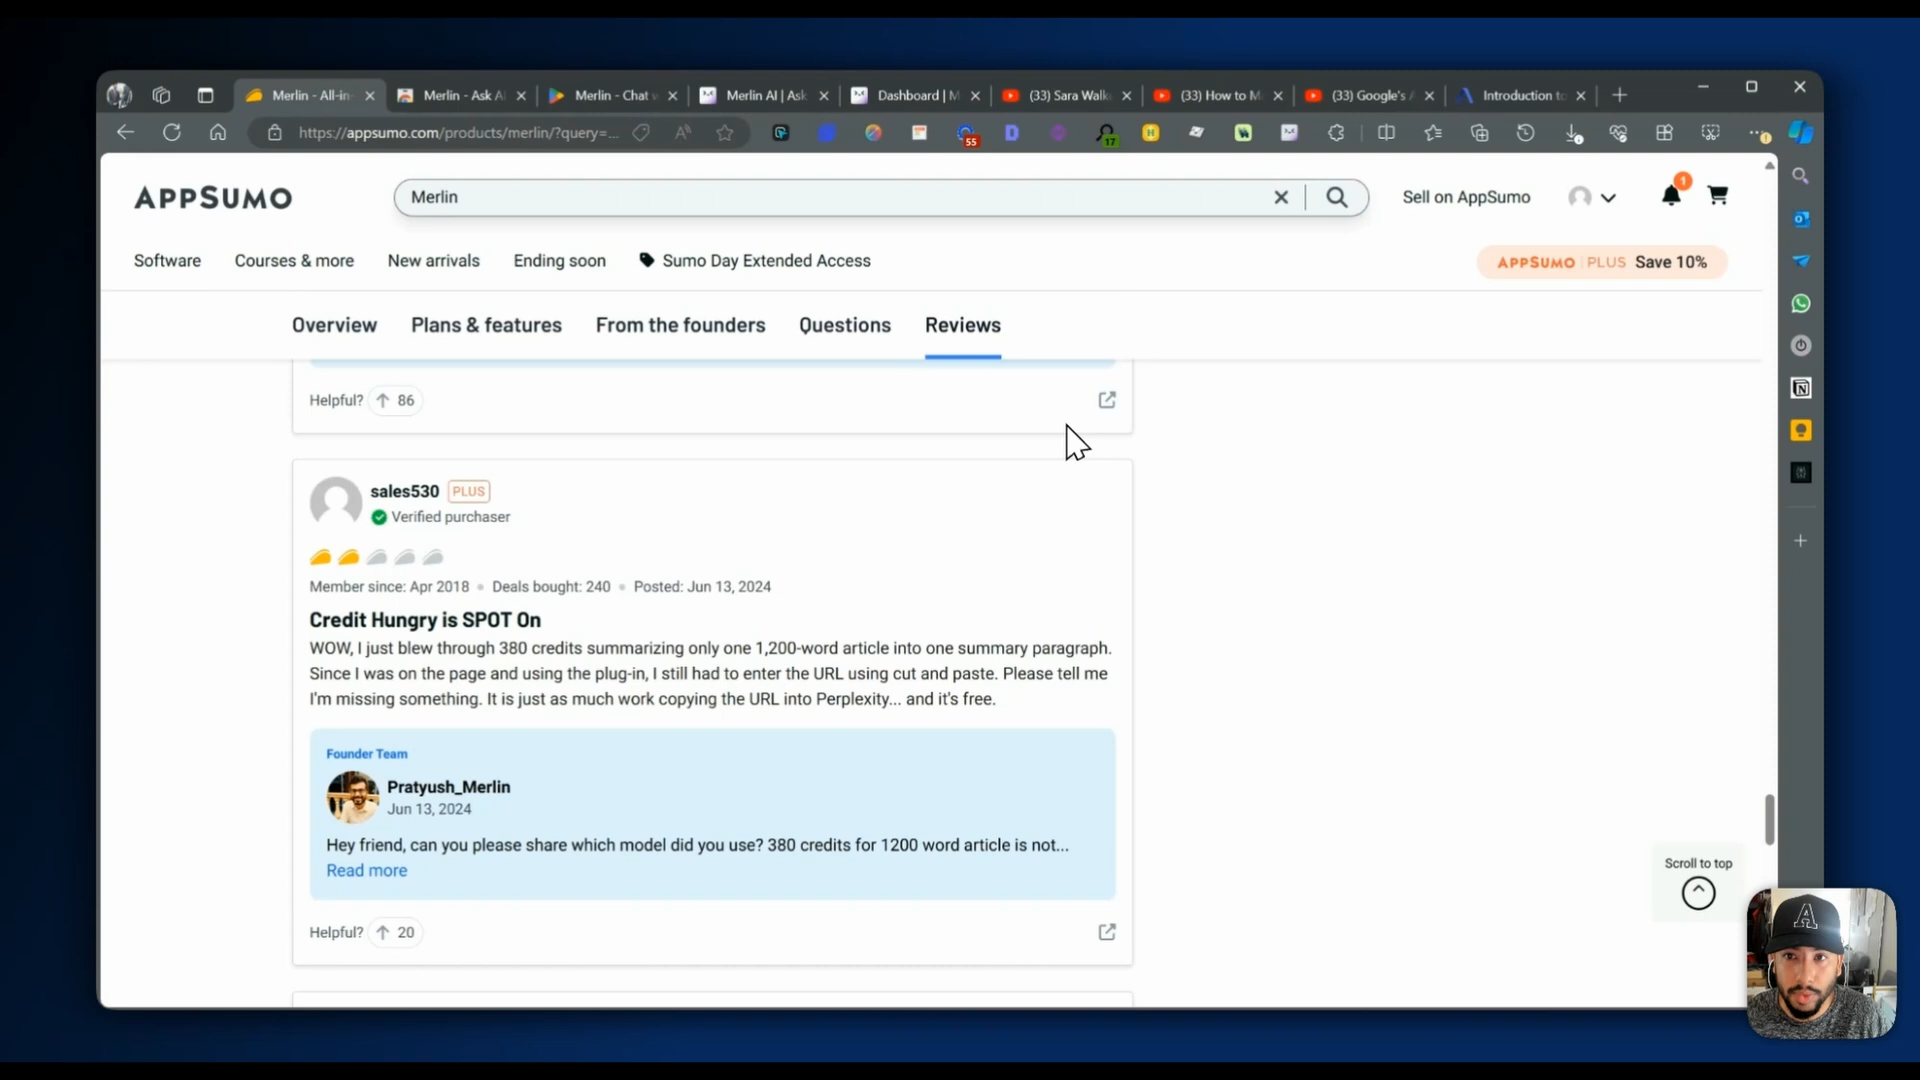 Merlin - All-in-
Merlin - Ask A
Merlin - Chat
Merlin AI | Ask
Dashboard | M
(33) Sara Walk
(33) How to M
(33) Google's
Introduction to
https://appsumo.com/products/merlin/?query=...
55
17
APPSUMO
Merlin
Sell on AppSumo
1
Software
Courses & more
New arrivals
Ending soon
Sumo Day Extended Access
APPSUMO PLUS Save 10%
Overview
Plans & features
From the founders
Questions
Reviews
Helpful? 86
sales530 PLUS
Verified purchaser
Member since: Apr 2018 • Deals bought: 240 • Posted: Jun 13, 2024
Credit Hungry is SPOT On
WOW, I just blew through 380 credits summarizing only one 1,200-word article into one summary paragraph.
Since I was on the page and using the plug-in, I still had to enter the URL using cut and paste. Please tell me
I'm missing something. It is just as much work copying the URL into Perplexity... and it's free.
Founder Team
Pratyush_Merlin
Jun 13, 2024
Hey friend, can you please share which model did you use? 380 credits for 1200 word article is not...
Read more
Helpful? 20
Scroll to top
A